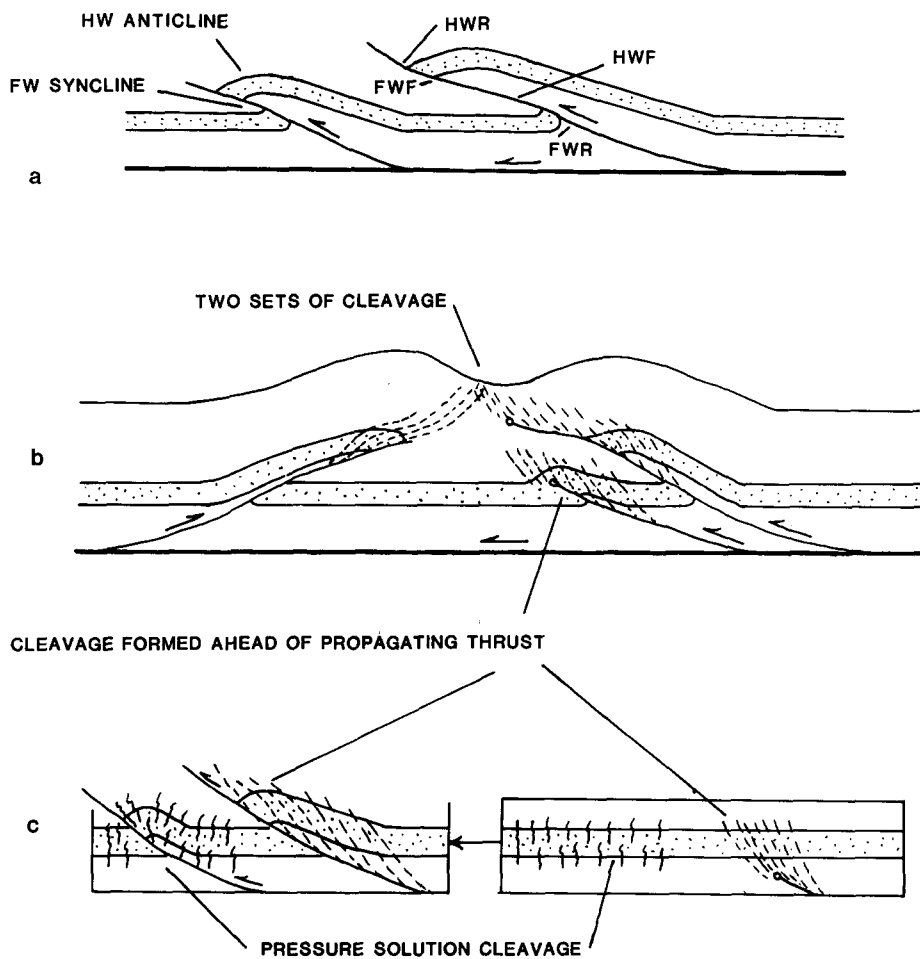 HW ANTICLINE
HWR
HWF
FW SYNCLINE
FWF
FWR
a
TWO SETS OF CLEAVAGE
b
CLEAVAGE FORMED AHEAD OF PROPAGATING THRUST
c
PRESSURE SOLUTION CLEAVAGE